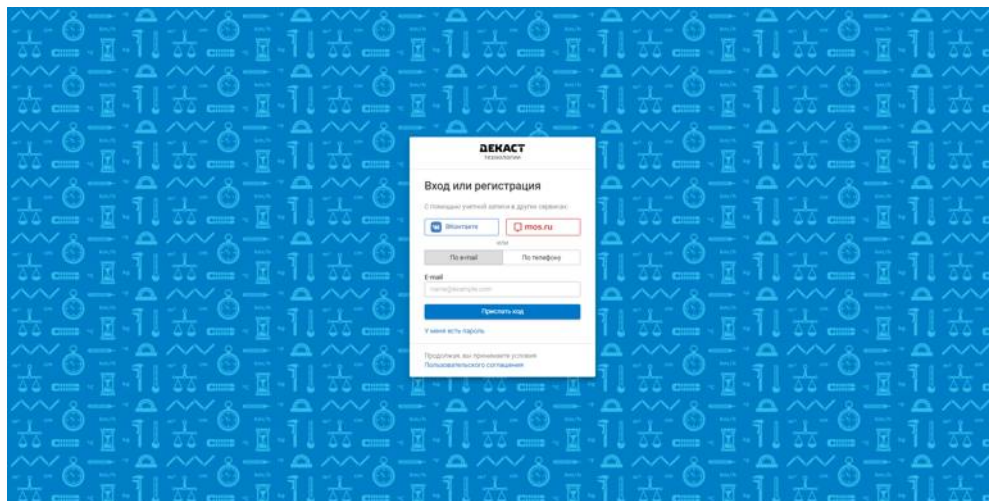 ДЕКАСТ
технологии
Вход или регистрация
С помощью учетной записи в других сервисах:
ВКонтакте
mos.ru
или
По e-mail
По телефону
E-mail
name@example.com
Прислать код
У меня есть пароль
Продолжая, вы принимаете условия
Пользовательского соглашения